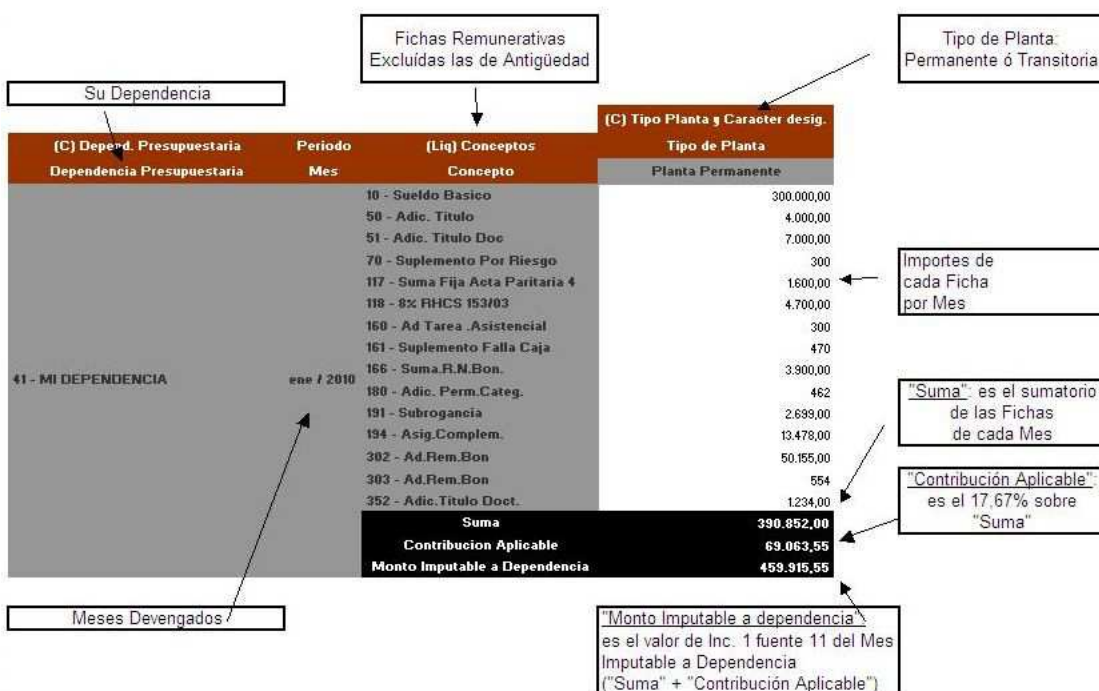 Fichas Remunerativas
Excluídas las de Antigüedad
Tipo de Planta:
Permanente ó Transitoria
Su Dependencia
(C) Tipo Planta y Caracter desig.
(C) Depend. Presupuestaria Periodo (Liq) Conceptos Tipo de Planta
Dependencia Presupuestaria Mes Concepto Planta Permanente
10 - Sueldo Basico 300.000,00
50 - Adic. Titulo 4.000,00
51 - Adic. Titulo Doc 7.000,00
70 - Suplemento Por Riesgo 300
117 - Suma Fija Acta Paritaria 4 1.600,00
118 - 8% RHCS 153/03 4.700,00
160 - Ad Tarea .Asistencial 300
161 - Suplemento Falla Caja 470
166 - Suma.R.N.Bon. 3.900,00
41 - MI DEPENDENCIA ene / 2010
180 - Adic. Perm.Categ. 462
191 - Subrogancia 2.699,00
194 - Asig.Complem. 13.478,00
302 - Ad.Rem.Bon 50.155,00
303 - Ad.Rem.Bon 554
352 - Adic.Titulo Doct. 1.234,00
Suma 390.852,00
Contribucion Aplicable 69.063,55
Monto Imputable a Dependencia 459.915,55
Importes de
cada Ficha
por Mes
"Suma": es el sumatorio
de las Fichas
de cada Mes
"Contribución Aplicable":
es el 17,67% sobre
"Suma"
Meses Devengados
"Monto Imputable a dependencia":
es el valor de Inc. 1 fuente 11 del Mes
Imputable a Dependencia
("Suma" + "Contribución Aplicable")